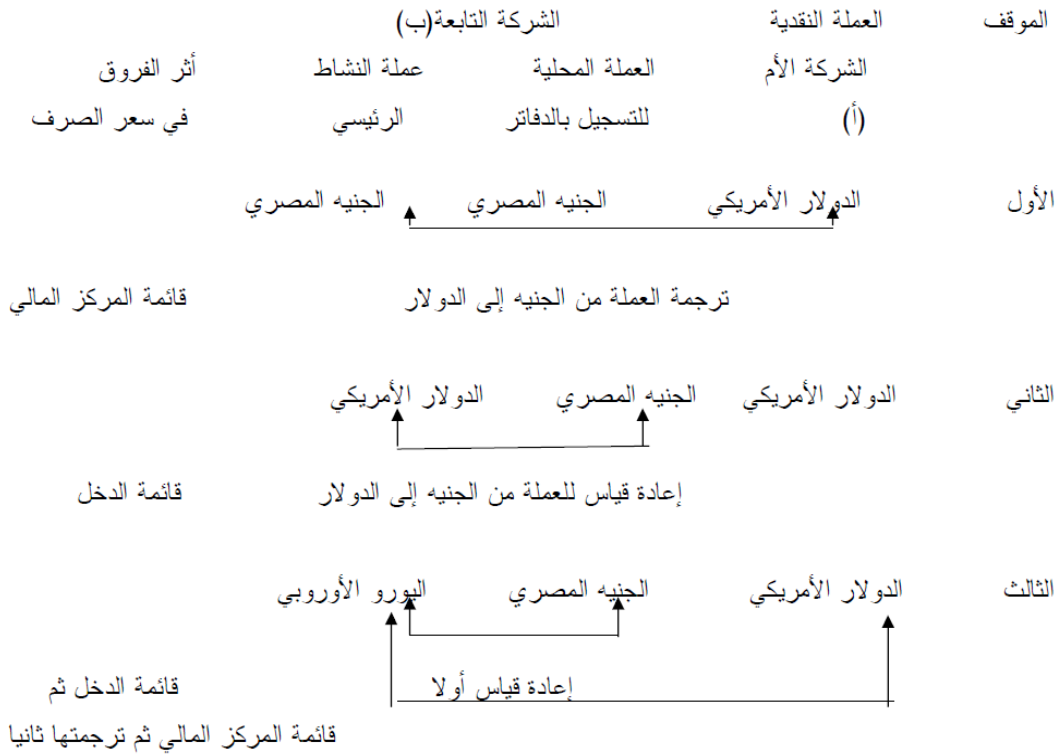 الموقف العملة النقدية الشركة التابعة(ب)
الشركة الأم العملة المحلية عملة النشاط أثر الفروق
(أ) للتسجيل بالدفاتر الرئيسي في سعر الصرف
الأول الدولار الأمريكي الجنيه المصري الجنيه المصري
ترجمة العملة من الجنيه إلى الدولار قائمة المركز المالي
الثاني الدولار الأمريكي الجنيه المصري الدولار الأمريكي
إعادة قياس للعملة من الجنيه إلى الدولار قائمة الدخل
الثالث الدولار الأمريكي الجنيه المصري اليورو الأوروبي
إعادة قياس أولا قائمة الدخل ثم
قائمة المركز المالي ثم ترجمتها ثانيا